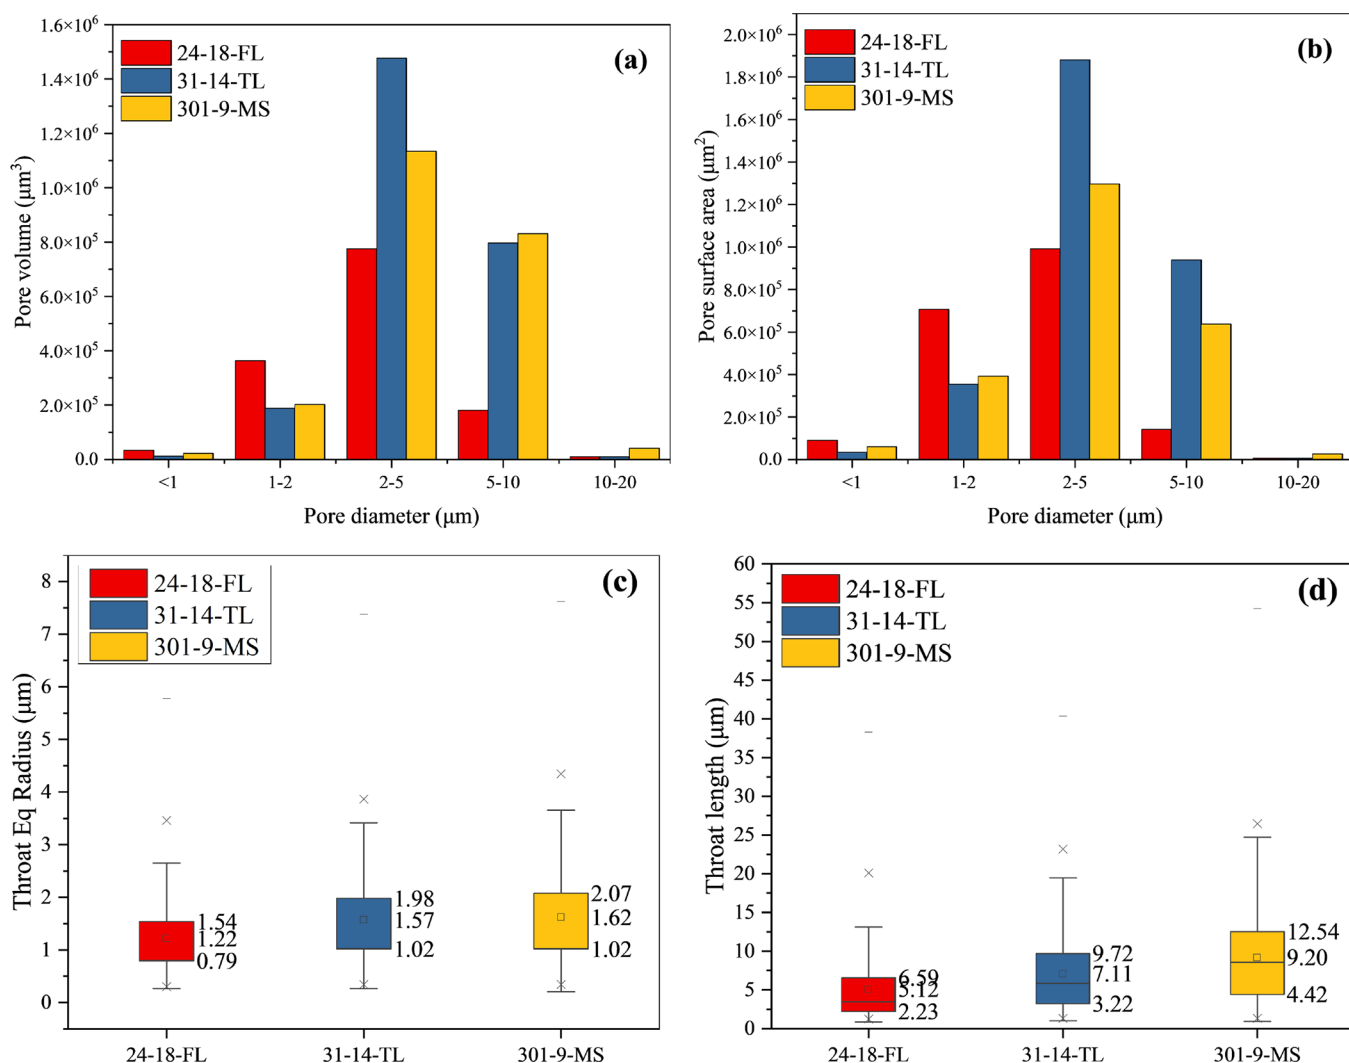 (a)
24-18-FL
31-14-TL
301-9-MS
Pore volume (μm³)
1.6×10⁶
1.4×10⁶
1.2×10⁶
1.0×10⁶
8.0×10⁵
6.0×10⁵
4.0×10⁵
2.0×10⁵
0.0
<1
1-2
2-5
5-10
10-20
Pore diameter (μm)
(b)
24-18-FL
31-14-TL
301-9-MS
Pore surface area (μm²)
2.0×10⁶
1.8×10⁶
1.6×10⁶
1.4×10⁶
1.2×10⁶
1.0×10⁶
8.0×10⁵
6.0×10⁵
4.0×10⁵
2.0×10⁵
0.0
<1
1-2
2-5
5-10
10-20
Pore diameter (μm)
(c)
24-18-FL
31-14-TL
301-9-MS
Throat Eq Radius (μm)
8
7
6
5
4
3
2
1
0
1.54
1.22
0.79
1.98
1.57
1.02
2.07
1.62
1.02
24-18-FL
31-14-TL
301-9-MS
(d)
24-18-FL
31-14-TL
301-9-MS
Throat length (μm)
60
55
50
45
40
35
30
25
20
15
10
5
0
6.59
5.12
2.23
9.72
7.11
3.22
12.54
9.20
4.42
24-18-FL
31-14-TL
301-9-MS